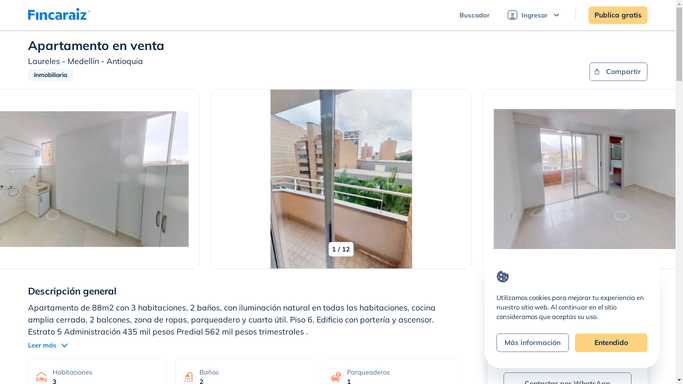 Fincaraiz
Buscador
Ingresar
Publica gratis
Apartamento en venta
Laureles - Medellín - Antioquia
Inmobiliaria
Compartir
1 / 12
Descripción general
Apartamento de 88m2 con 3 habitaciones, 2 baños, con iluminación natural en todas las habitaciones, cocina
amplia cerrada, 2 balcones, zona de ropas, parqueadero y cuarto útil. Piso 6. Edificio con portería y ascensor.
Estrato 5 Administración 435 mil pesos Predial 562 mil pesos trimestrales .
Leer más
Habitaciones
3
Baños
2
Parqueaderos
1
Utilizamos cookies para mejorar tu experiencia en
nuestro sitio web. Al continuar en el sitio
consideramos que aceptas su uso.
Más información
Entendido
Contactar por WhatsApp